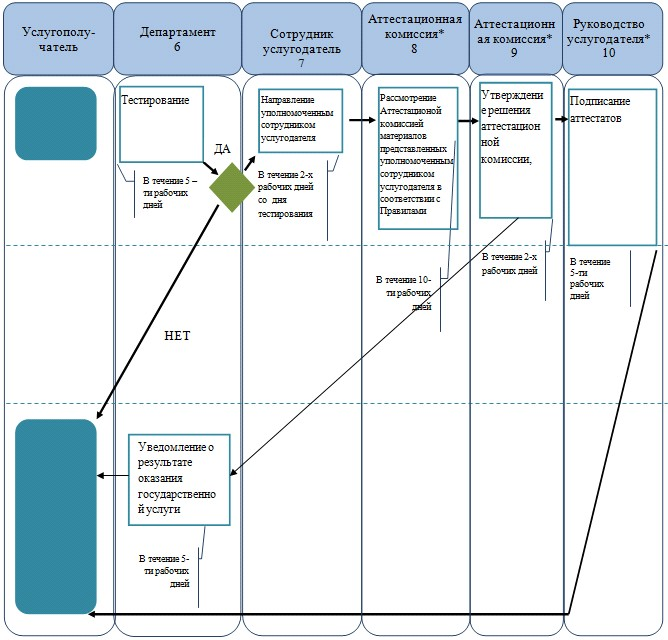 Услугополу-
чатель
Департамент
6
Сотрудник
услугодатель
7
Аттестационная
комиссия*
8
Аттестационн
ая комиссия*
9
Руководство
услугодателя*
10
Тестирование
В течение 5 –
ти рабочих
дней
ДА
НЕТ
Направление
уполномоченным
сотрудником
услугодателя
В течение 2-х
рабочих дней
со дня
тестирования
Рассмотрение
Аттестационой
комиссией
материалов
представленных
уполномоченным
сотрудником
услугодателя в
соответствии с
Правилами
В течение 10-
ти рабочих
дней
Утверждени
е решения
аттестацион
ной
комиссии,
В течение 2-х
рабочих дней
Подписание
аттестатов
В течение
5-ти
рабочих
дней
Уведомление о
результате
оказания
государственно
й услуги
В течение 5-
ти рабочих
дней